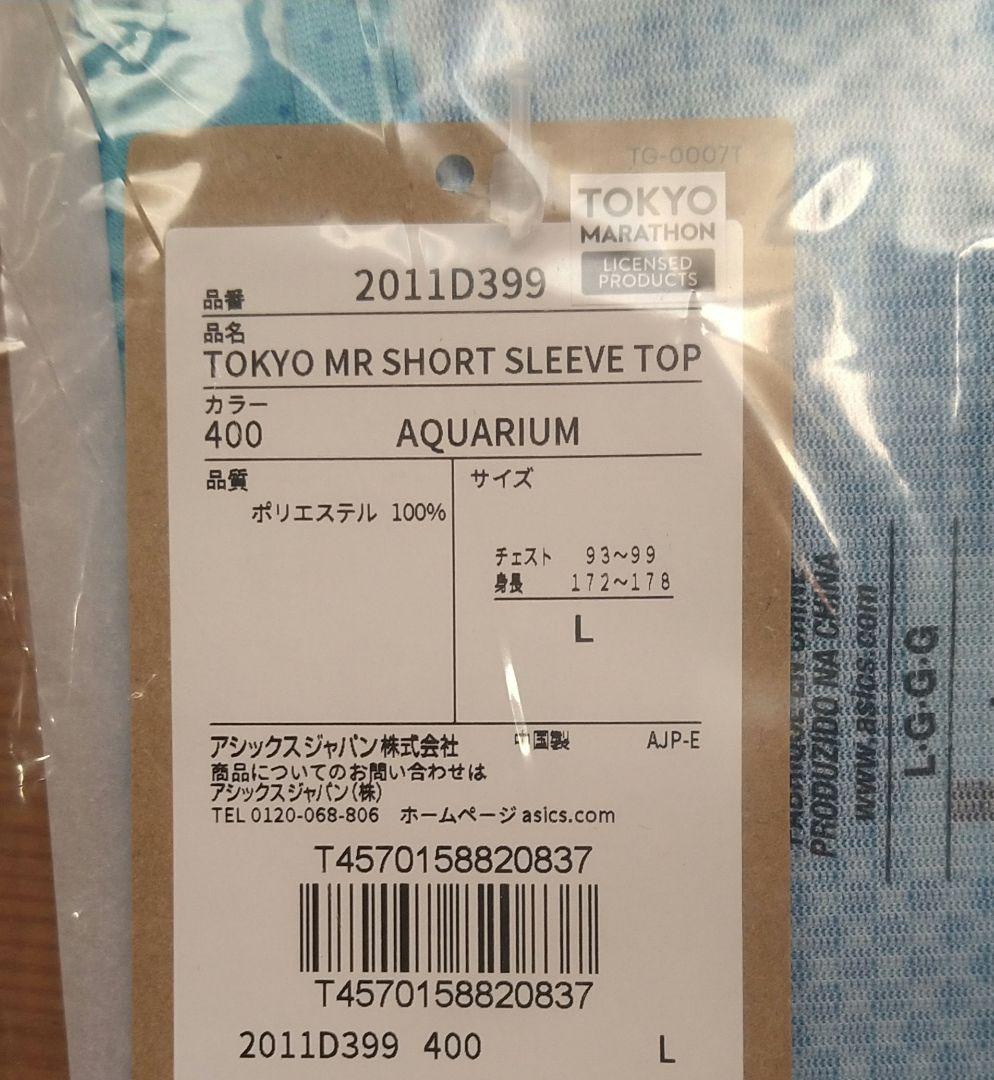 TG-0007T
TOKYO
MARATHON
LICENSED
PRODUCTS
品番 2011D399
品名
TOKYO MR SHORT SLEEVE TOP
カラー
400 AQUARIUM
品質
ポリエステル 100%
サイズ
チェスト 93～99
身長 172～178
L
アシックスジャパン株式会社 中国製 AJP-E
商品についてのお問い合わせは
アシックスジャパン(株)
TEL 0120-068-806 ホームページ asics.com
T4570158820837
T4570158820837
2011D399 400 L
PRODUZIDO NA CHINA
www.asics.com
L·G·G